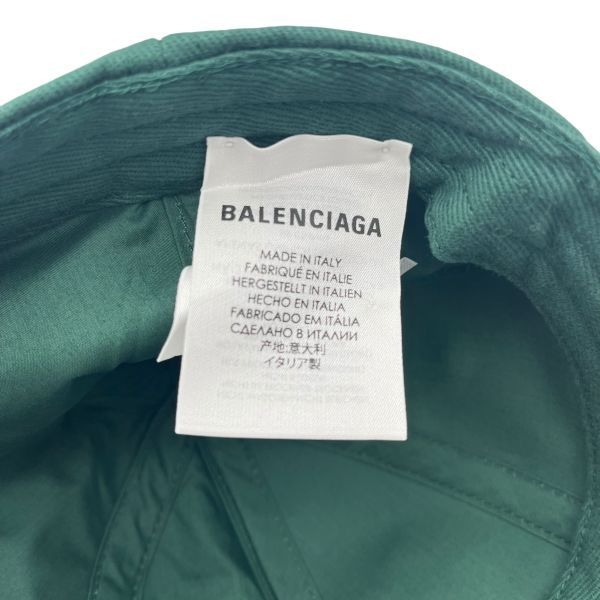 BALENCIAGA
MADE IN ITALY
FABRIQUÉ EN ITALIE
HERGESTELLT IN ITALIEN
HECHO EN ITALIA
FABRICADO EM ITÁLIA
СДЕЛАНО В ИТАЛИИ
产地:意大利
イタリア製